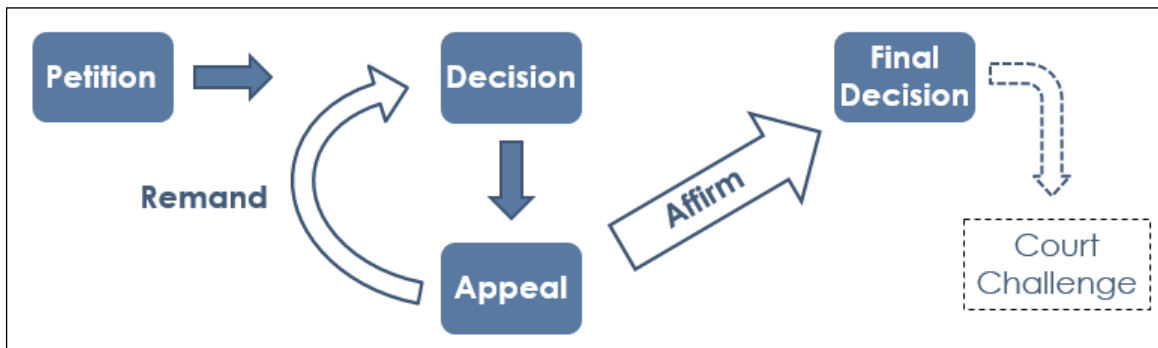 Petition
Decision
Final
Decision
Remand
Affirm
Appeal
Court
Challenge